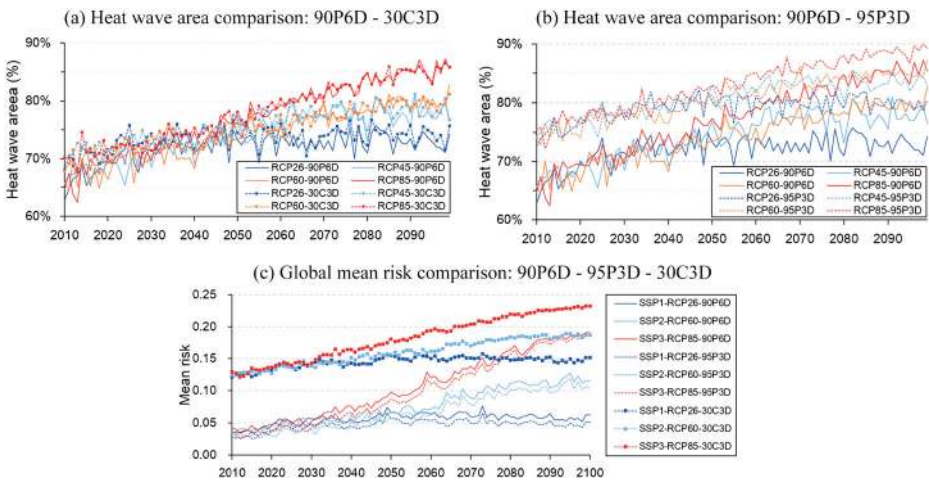 (a) Heat wave area comparison: 90P6D - 30C3D
90%
80%
70%
60%
Heat wave area (%)
2010 2020 2030 2040 2050 2060 2070 2080 2090
RCP26-90P6D RCP45-90P6D
RCP60-90P6D RCP85-90P6D
RCP26-30C3D RCP45-30C3D
RCP60-30C3D RCP85-30C3D
(b) Heat wave area comparison: 90P6D - 95P3D
90%
80%
70%
60%
Heat wave area (%)
2010 2020 2030 2040 2050 2060 2070 2080 2090
RCP26-90P6D RCP45-90P6D
RCP60-90P6D RCP85-90P6D
RCP26-95P3D RCP45-95P3D
RCP60-95P3D RCP85-95P3D
(c) Global mean risk comparison: 90P6D - 95P3D - 30C3D
0.25
0.20
0.15
0.10
0.05
0.00
Mean risk
2010 2020 2030 2040 2050 2060 2070 2080 2090 2100
SSP1-RCP26-90P6D
SSP2-RCP60-90P6D
SSP3-RCP85-90P6D
SSP1-RCP26-95P3D
SSP2-RCP60-95P3D
SSP3-RCP85-95P3D
SSP1-RCP26-30C3D
SSP2-RCP60-30C3D
SSP3-RCP85-30C3D